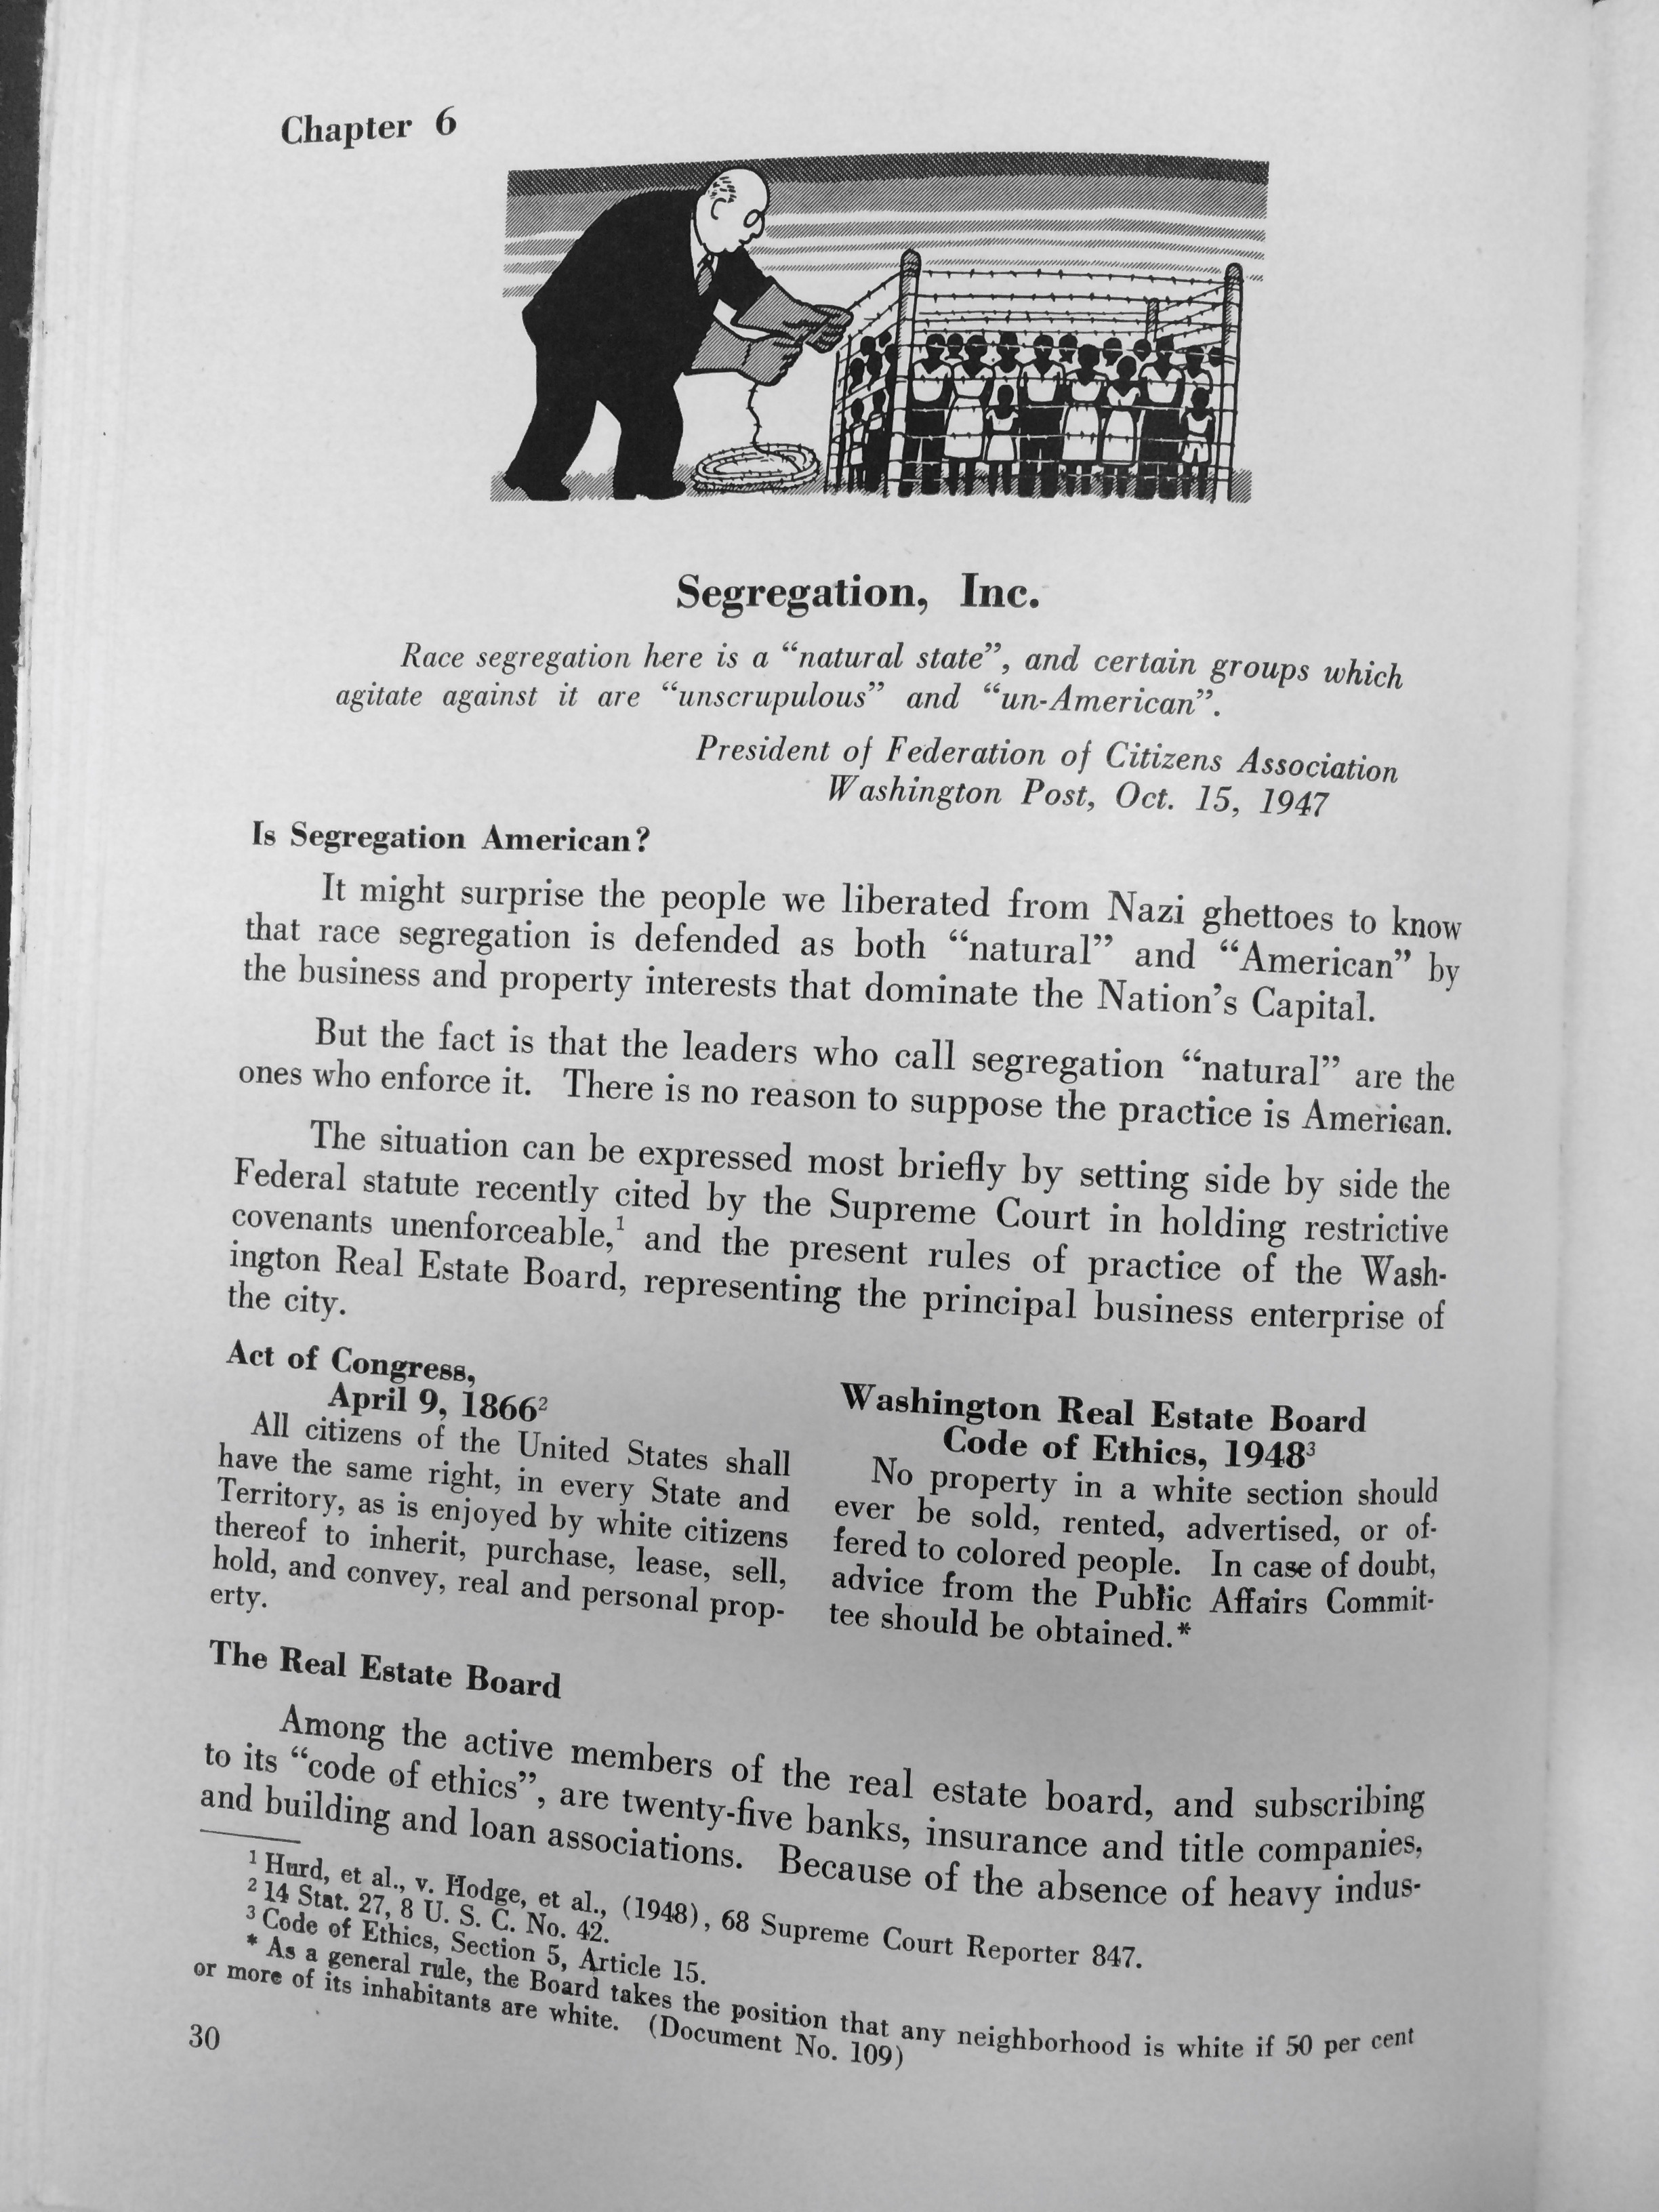 Chapter 6
Segregation, Inc.
Race segregation here is a “natural state”, and certain groups which
agitate against it are “unscrupulous” and “un-American”.
President of Federation of Citizens Association
Washington Post, Oct. 15, 1947
Is Segregation American?
It might surprise the people we liberated from Nazi ghettoes to know
that race segregation is defended as both “natural” and “American” by
the business and property interests that dominate the Nation’s Capital.
But the fact is that the leaders who call segregation “natural” are the
ones who enforce it. There is no reason to suppose the practice is American.
The situation can be expressed most briefly by setting side by side the
Federal statute recently cited by the Supreme Court in holding restrictive
covenants unenforceable,¹ and the present rules of practice of the Wash-
ington Real Estate Board, representing the principal business enterprise of
the city.
Act of Congress,
April 9, 1866²
All citizens of the United States shall
have the same right, in every State and
Territory, as is enjoyed by white citizens
thereof to inherit, purchase, lease, sell,
hold, and convey, real and personal prop-
erty.
Washington Real Estate Board
Code of Ethics, 1948³
No property in a white section should
ever be sold, rented, advertised, or of-
fered to colored people. In case of doubt,
advice from the Public Affairs Commit-
tee should be obtained.*
The Real Estate Board
Among the active members of the real estate board, and subscribing
to its “code of ethics”, are twenty-five banks, insurance and title companies,
and building and loan associations. Because of the absence of heavy indus-
¹ Hurd, et al., v. Hodge, et al., (1948), 68 Supreme Court Reporter 847.
² 14 Stat. 27, 8 U. S. C. No. 42.
³ Code of Ethics, Section 5, Article 15.
* As a general rule, the Board takes the position that any neighborhood is white if 50 per cent
or more of its inhabitants are white. (Document No. 109)
30